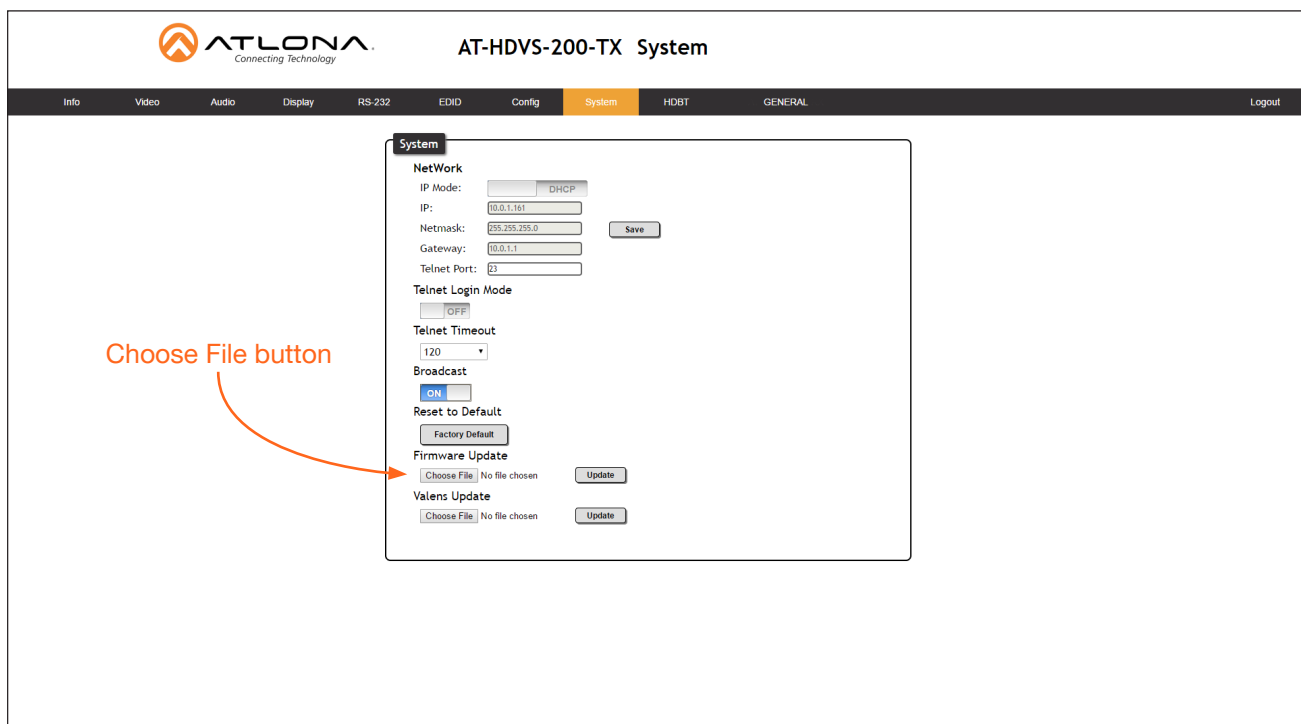 ATLONA.
Connecting Technology
AT-HDVS-200-TX System
Info Video Audio Display RS-232 EDID Config System HDBT GENERAL Logout
System
NetWork
IP Mode: DHCP
IP: 10.0.1.161
Netmask: 255.255.255.0 Save
Gateway: 10.0.1.1
Telnet Port: 23
Telnet Login Mode
OFF
Telnet Timeout
120
Broadcast
ON
Reset to Default
Factory Default
Firmware Update
Choose File button
Choose File No file chosen Update
Valens Update
Choose File No file chosen Update